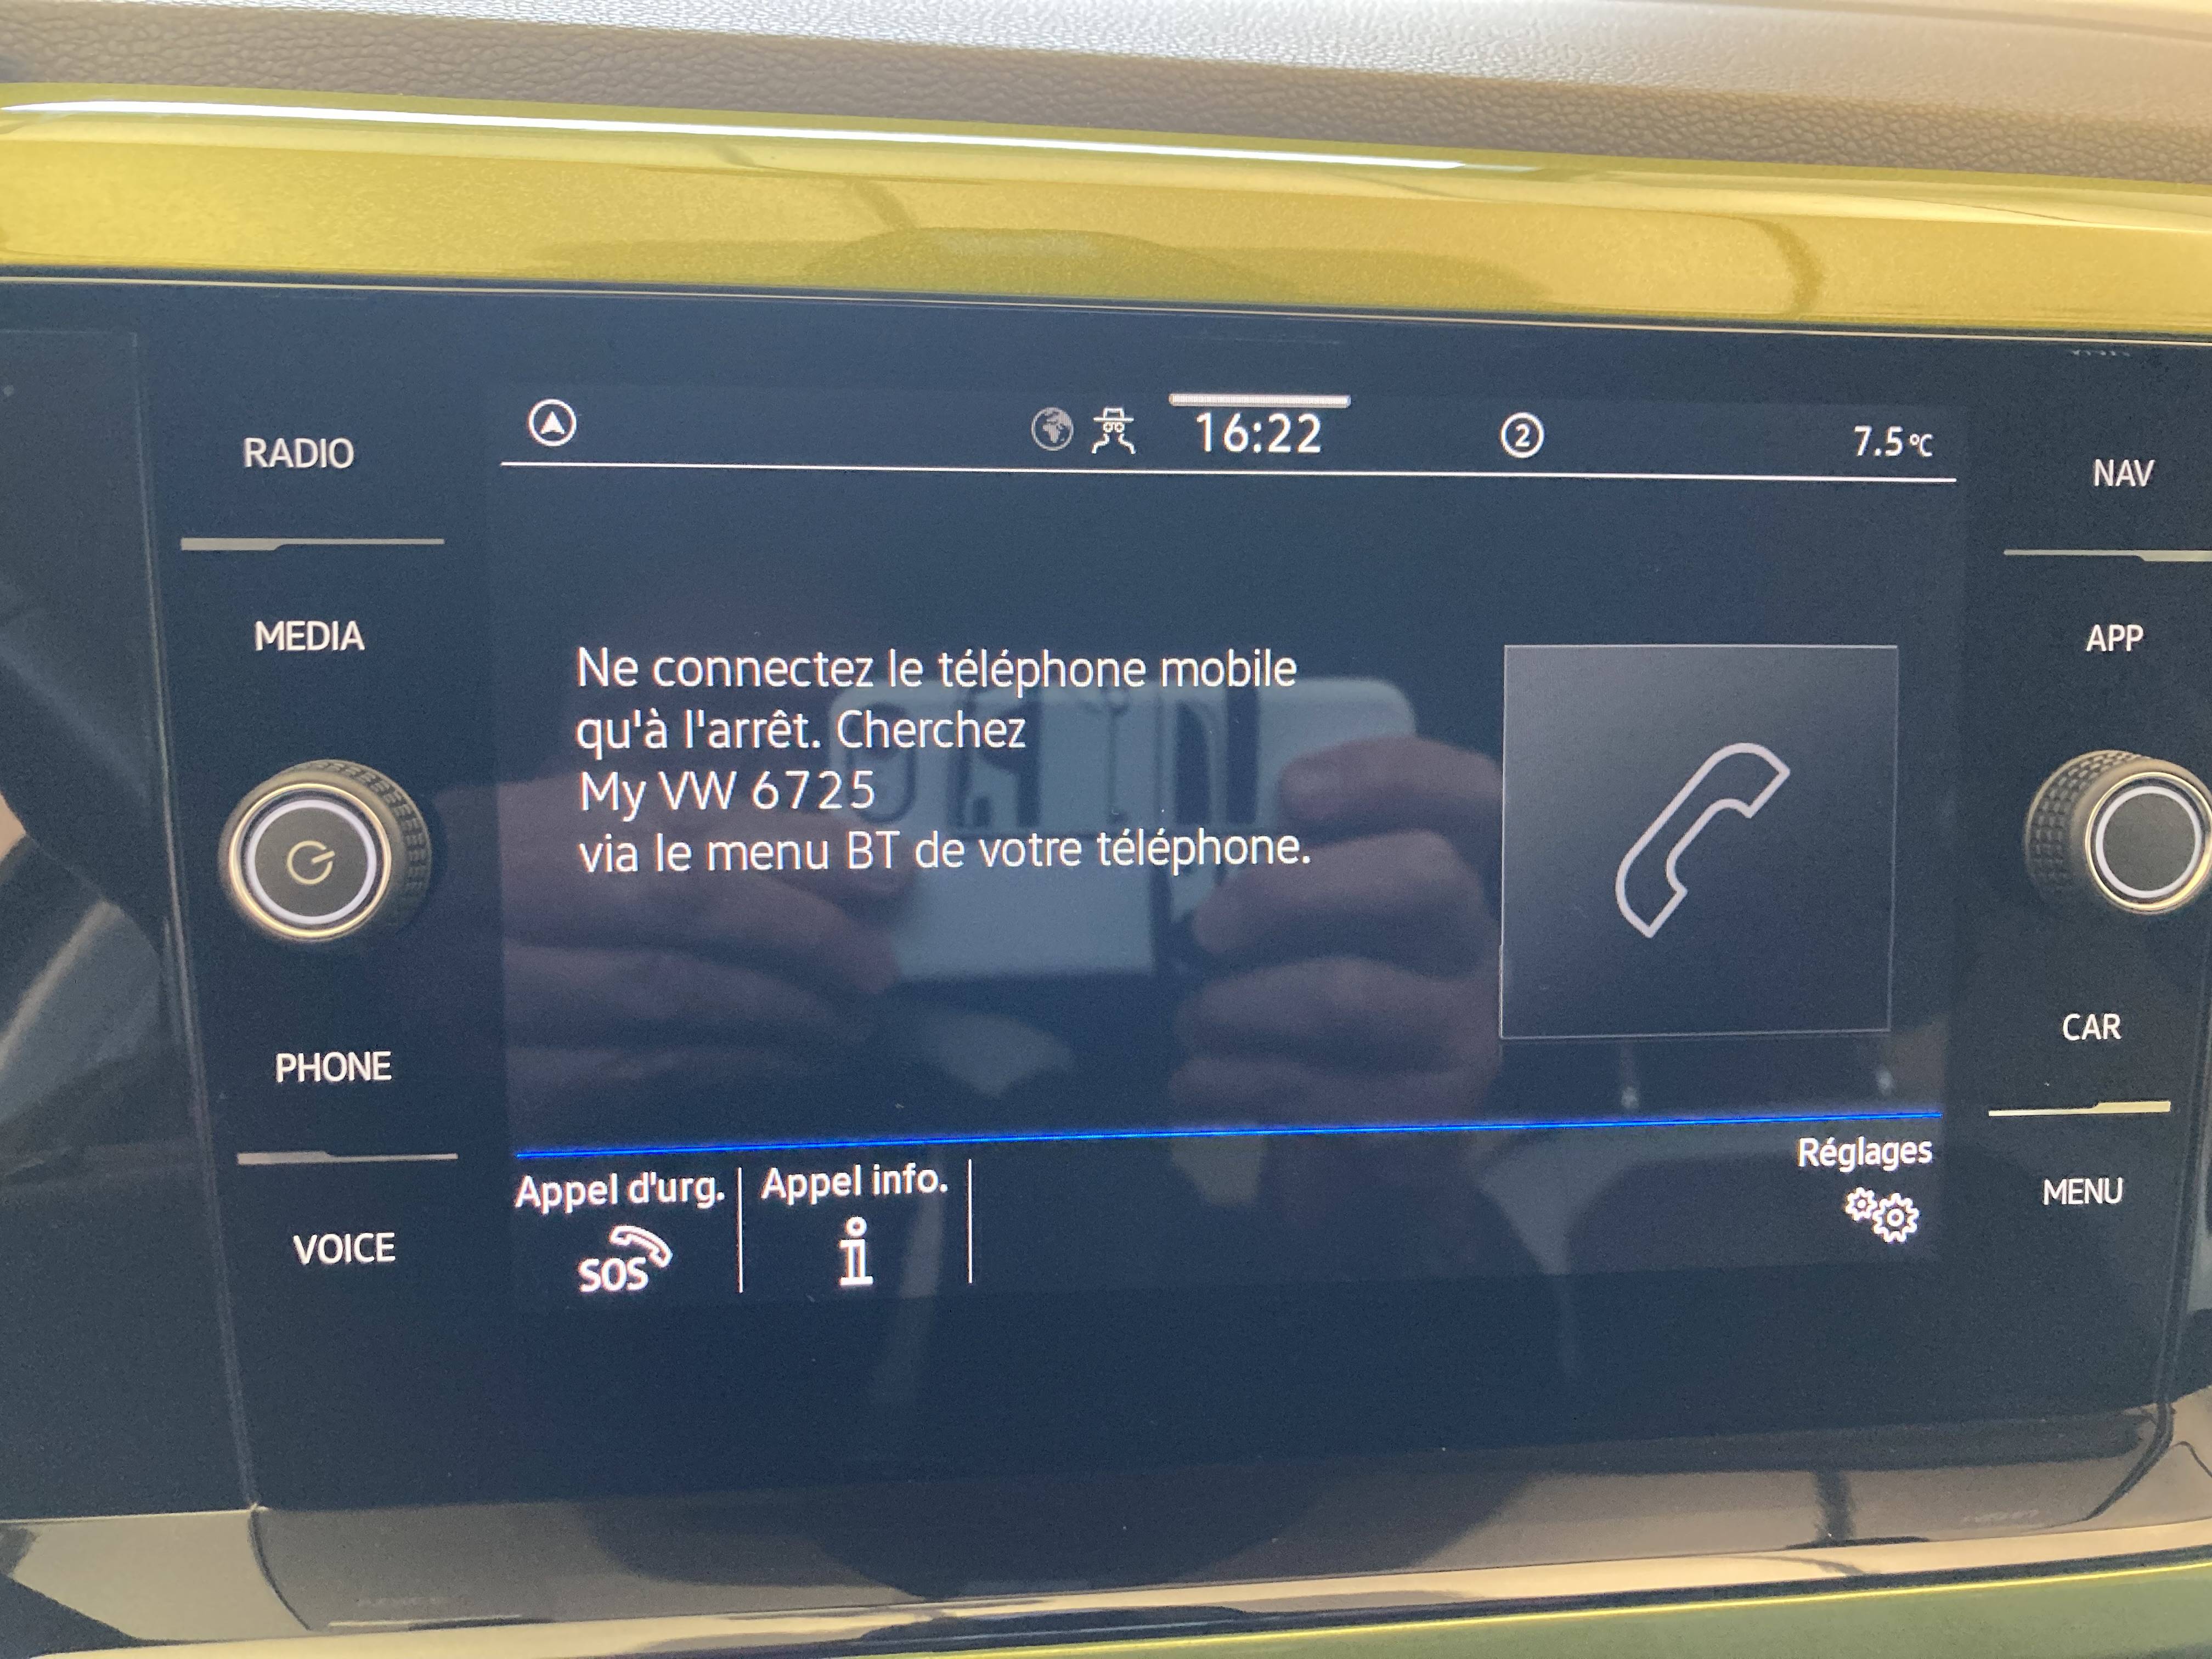 RADIO
MEDIA
PHONE
VOICE
16:22
2
7.5°C
Ne connectez le téléphone mobile
qu'à l'arrêt. Cherchez
My VW 6725
via le menu BT de votre téléphone.
Appel d'urg.
SOS
Appel info.
i
Réglages
NAV
APP
CAR
MENU